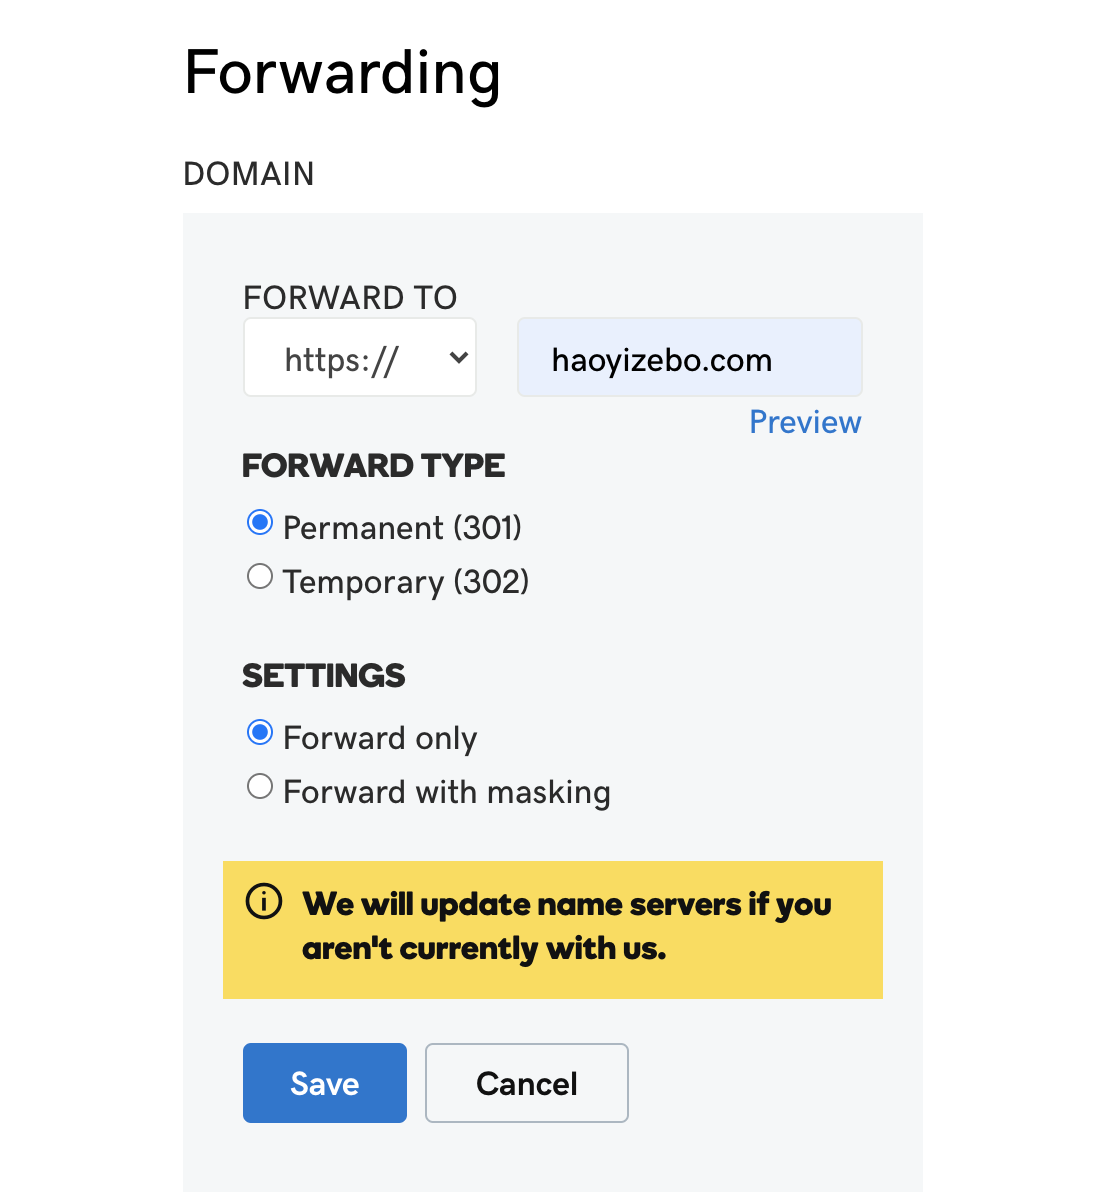 Forwarding
DOMAIN
FORWARD TO
https://
haoyizebo.com
Preview
FORWARD TYPE
Permanent (301)
Temporary (302)
SETTINGS
Forward only
Forward with masking
We will update name servers if you
aren't currently with us.
Save
Cancel